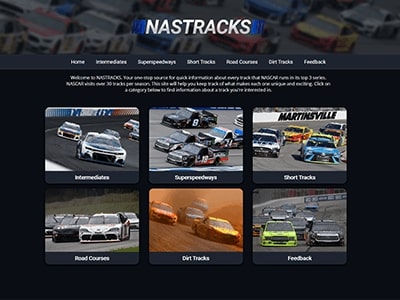 NASTRACKS
Home Intermediates Superspeedways Short Tracks Road Courses Dirt Tracks Feedback
Welcome to NASTRACKS. Your one-stop source for quick information about every track that NASCAR runs in its top 3 series.
NASCAR visits over 30 tracks per season. This site will help you keep track of what makes each one unique and exciting. Click on
a category below to find information about a track you're interested in.
MARTINSVILLE
8
Intermediates Superspeedways Short Tracks
Road Courses Dirt Tracks Feedback